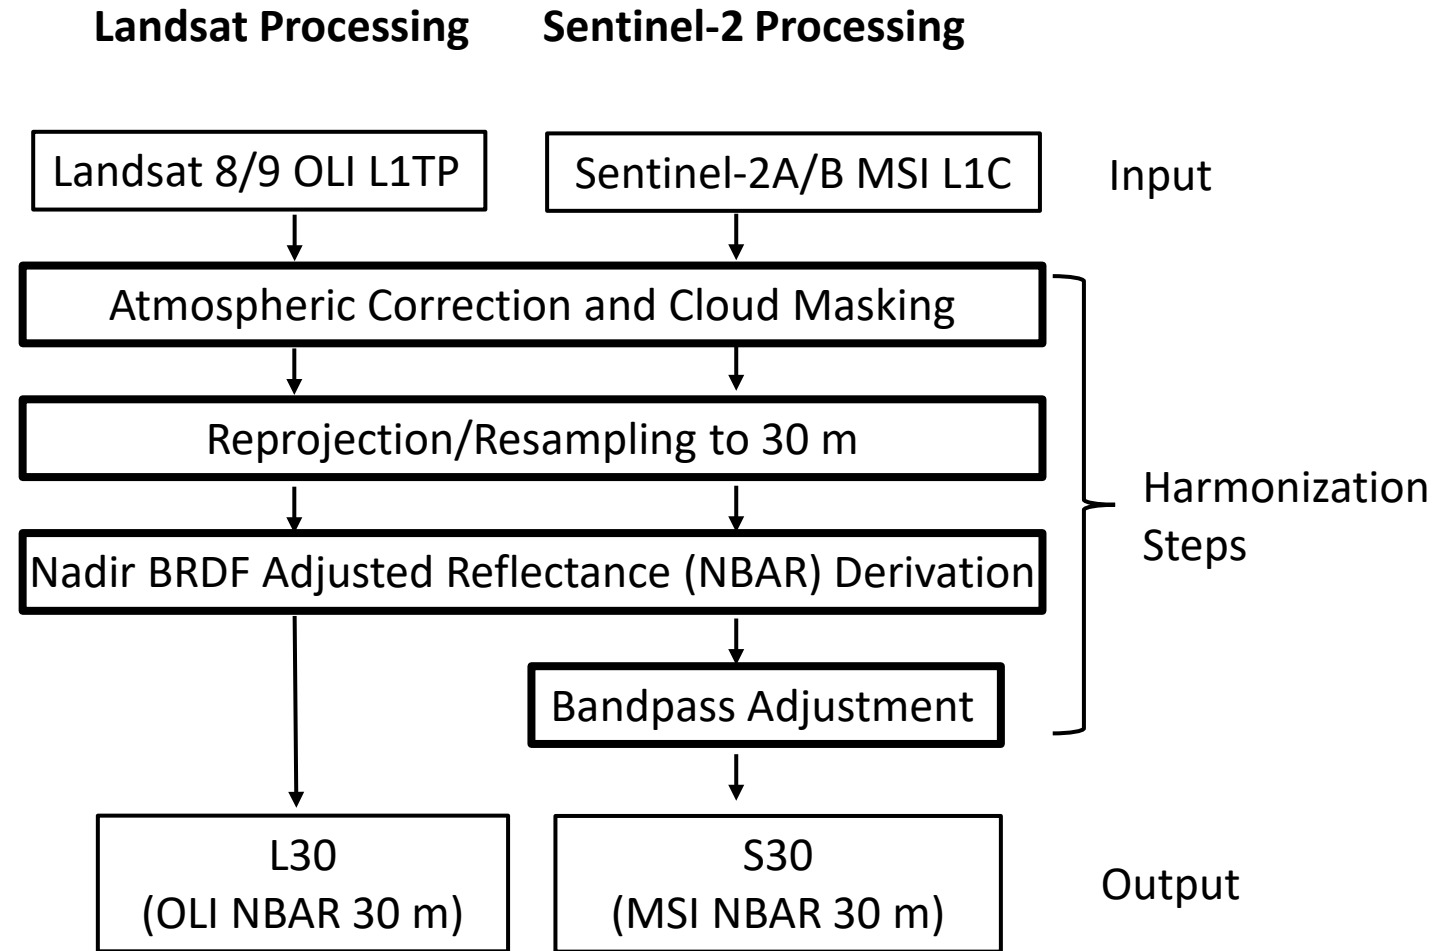 Landsat Processing
Sentinel-2 Processing
Landsat 8/9 OLI L1TP
Sentinel-2A/B MSI L1C
Input
Atmospheric Correction and Cloud Masking
Reprojection/Resampling to 30 m
Harmonization
Steps
Nadir BRDF Adjusted Reflectance (NBAR) Derivation
Bandpass Adjustment
L30
(OLI NBAR 30 m)
S30
(MSI NBAR 30 m)
Output